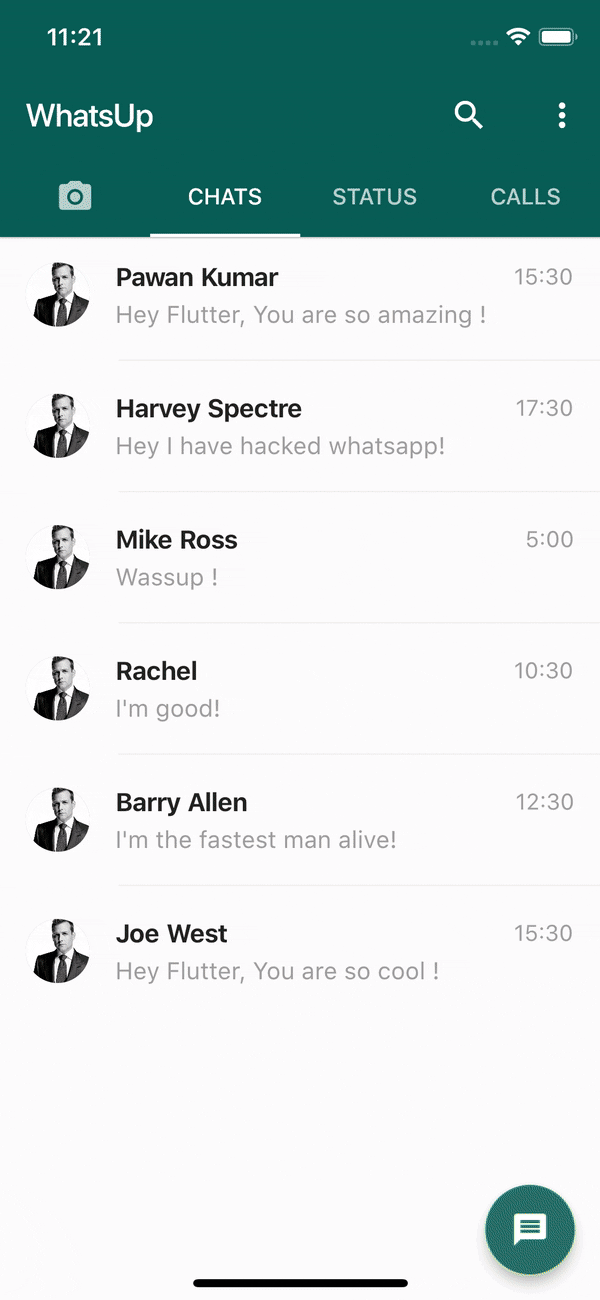 11:21
WhatsUp
CHATS STATUS CALLS
Pawan Kumar 15:30
Hey Flutter, You are so amazing !
Harvey Spectre 17:30
Hey I have hacked whatsapp!
Mike Ross 5:00
Wassup !
Rachel 10:30
I'm good!
Barry Allen 12:30
I'm the fastest man alive!
Joe West 15:30
Hey Flutter, You are so cool !